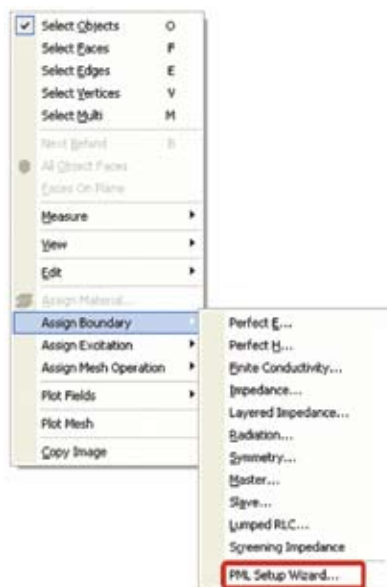 Select Objects O
Select Faces F
Select Edges E
Select Vertices V
Select Multi M
Next Behind B
All Object Faces
Faces On Plane
Measure
View
Edit
Assign Material...
Assign Boundary
Assign Excitation
Assign Mesh Operation
Plot Fields
Plot Mesh
Copy Image
Perfect E...
Perfect H...
Finite Conductivity...
Impedance...
Layered Impedance...
Radiation...
Symmetry...
Master...
Slave...
Lumped RLC...
Screening Impedance
PML Setup Wizard...